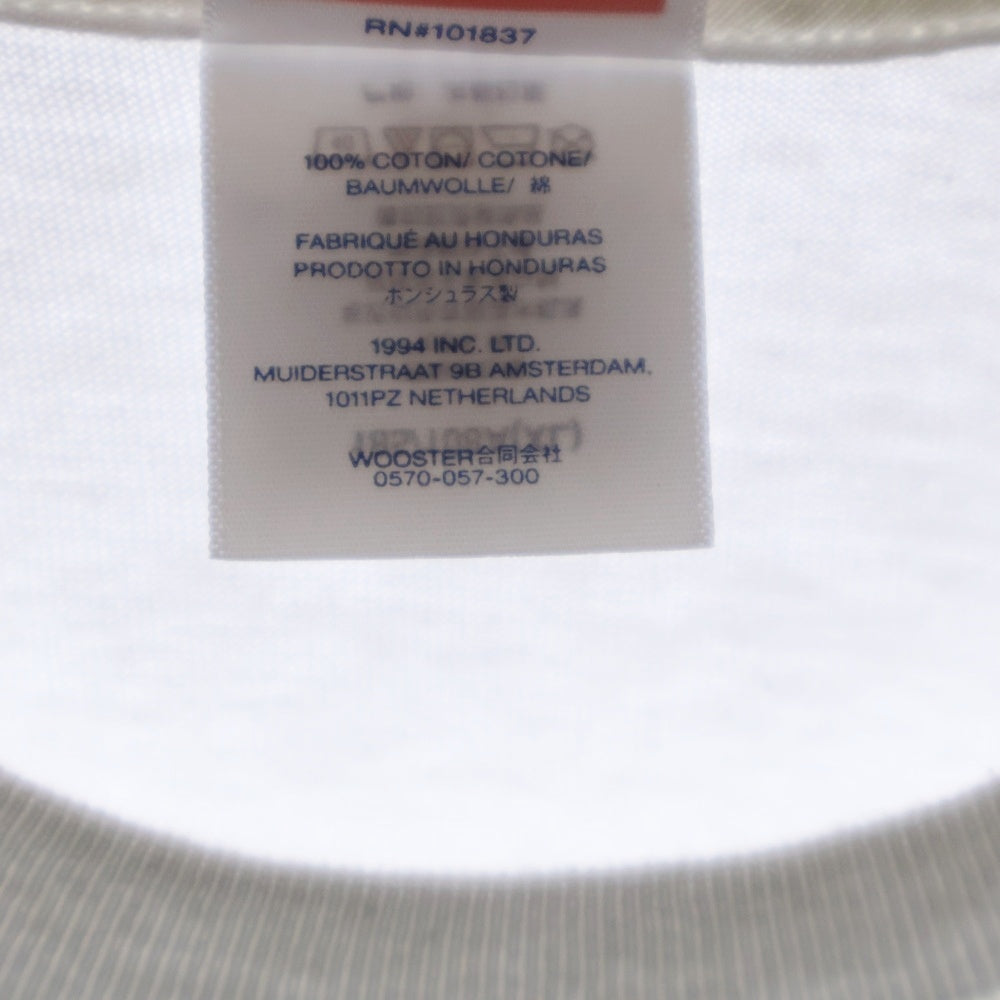 RN#101837
100% COTON/ COTONE/
BAUMWOLLE/ 綿
FABRIQUÉ AU HONDURAS
PRODOTTO IN HONDURAS
ホンジュラス製
1994 INC. LTD.
MUIDERSTRAAT 9B AMSTERDAM,
1011PZ NETHERLANDS
WOOSTER合同会社
0570-057-300